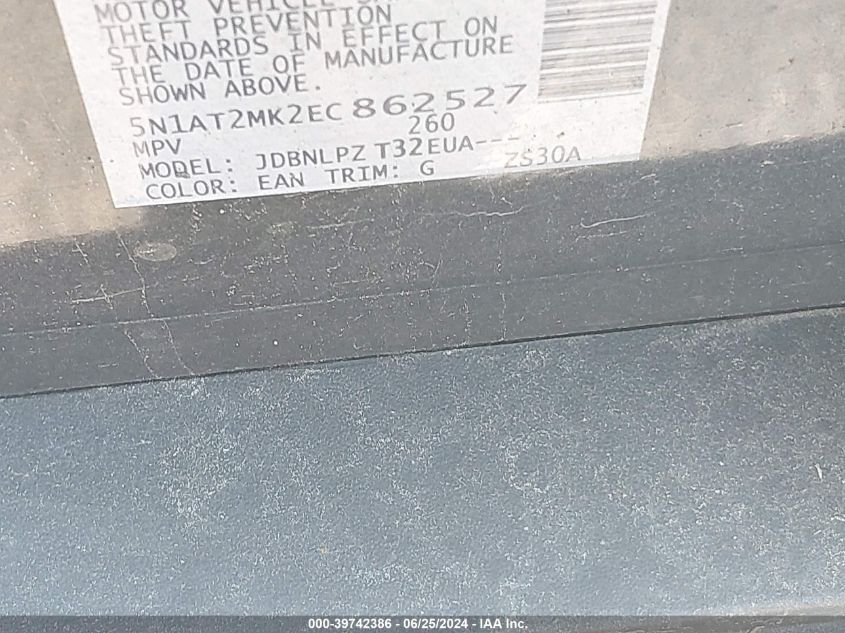 MOTOR VEHICLE
THEFT PREVENTION
STANDARDS IN EFFECT ON
THE DATE OF MANUFACTURE
SHOWN ABOVE.
5N1AT2MK2EC862527
MPV 260
MODEL: JDBNLPZ T32EUA---
COLOR: EAN TRIM: G ZS30A
000-39742386 - 06/25/2024 - IAA Inc.